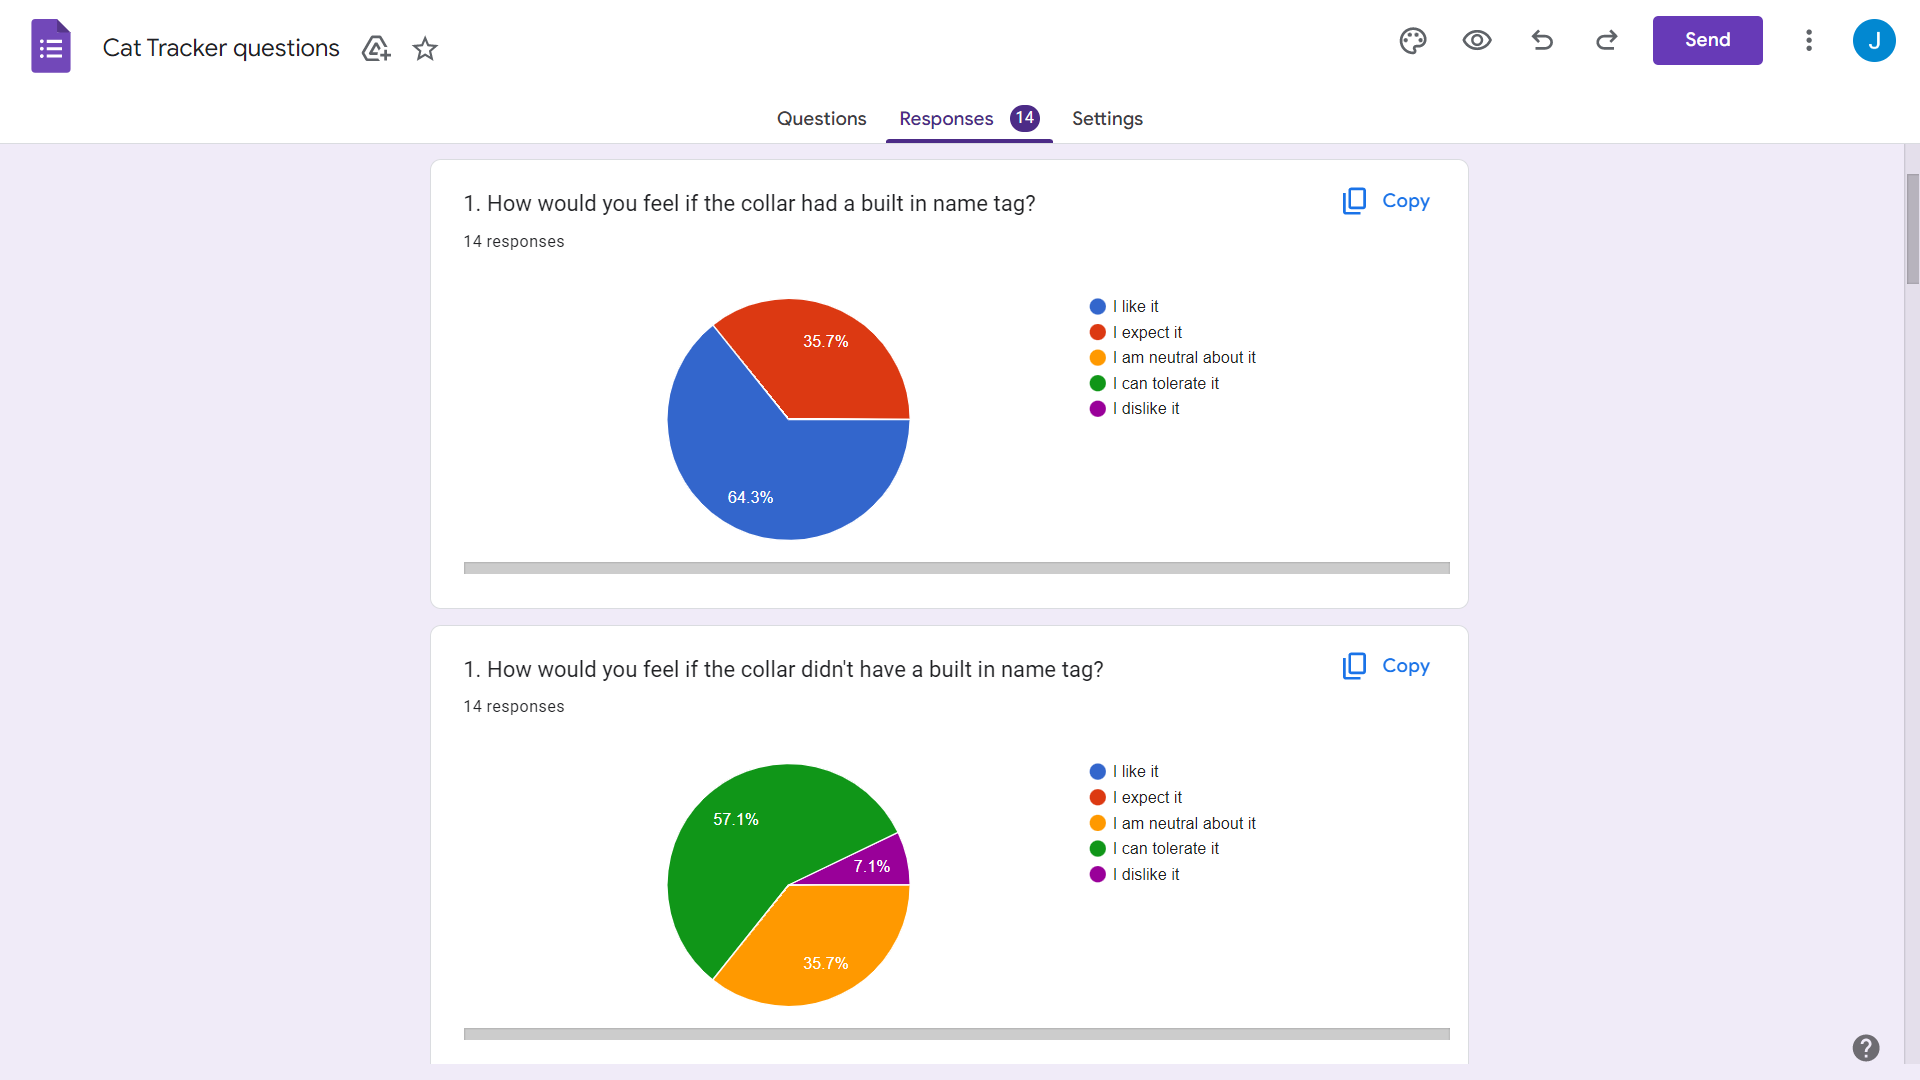 Cat Tracker questions
Send
J
Questions
Responses 14
Settings
1. How would you feel if the collar had a built in name tag?
Copy
14 responses
35.7%
64.3%
I like it
I expect it
I am neutral about it
I can tolerate it
I dislike it
1. How would you feel if the collar didn't have a built in name tag?
Copy
14 responses
57.1%
7.1%
35.7%
I like it
I expect it
I am neutral about it
I can tolerate it
I dislike it
?